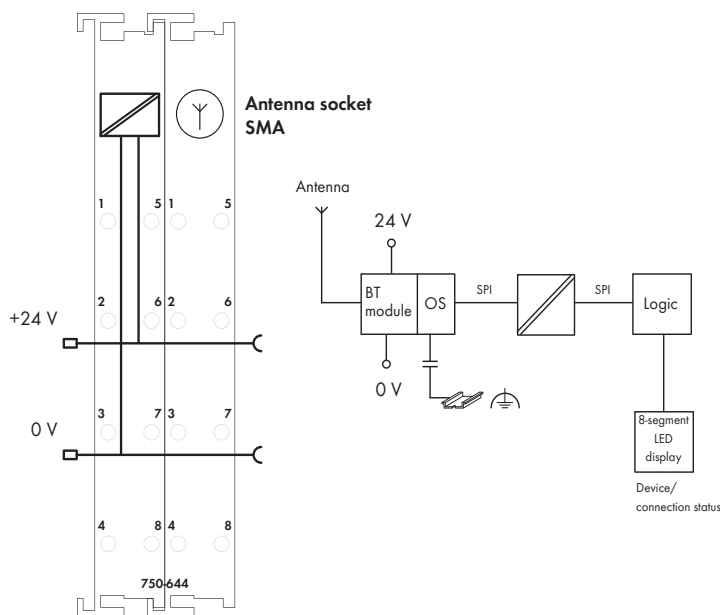 Antenna socket
SMA
1
5
1
5
2
6
2
6
+24 V
3
7
3
7
0 V
4
8
4
8
750-644
Antenna
24 V
BT
module
OS
SPI
SPI
Logic
0 V
8-segment
LED
display
Device/
connection status